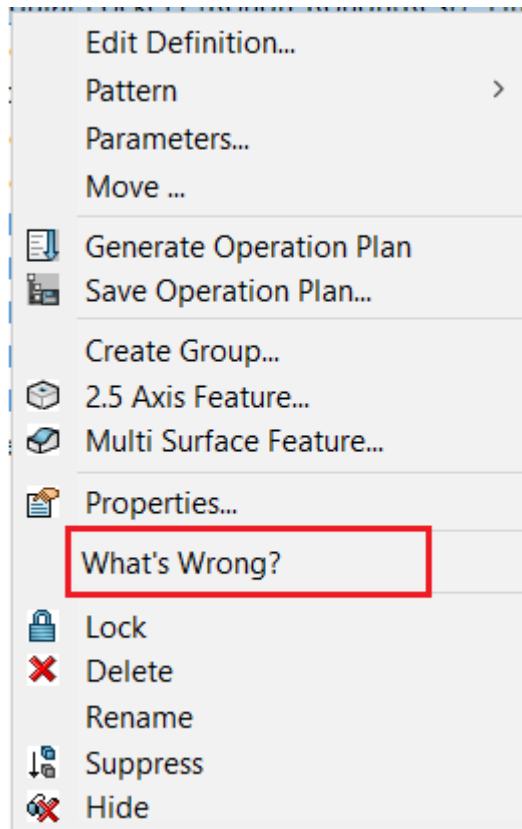 Edit Definition...
Pattern
Parameters...
Move ...
Generate Operation Plan
Save Operation Plan...
Create Group...
2.5 Axis Feature...
Multi Surface Feature...
Properties...
What's Wrong?
Lock
Delete
Rename
Suppress
Hide